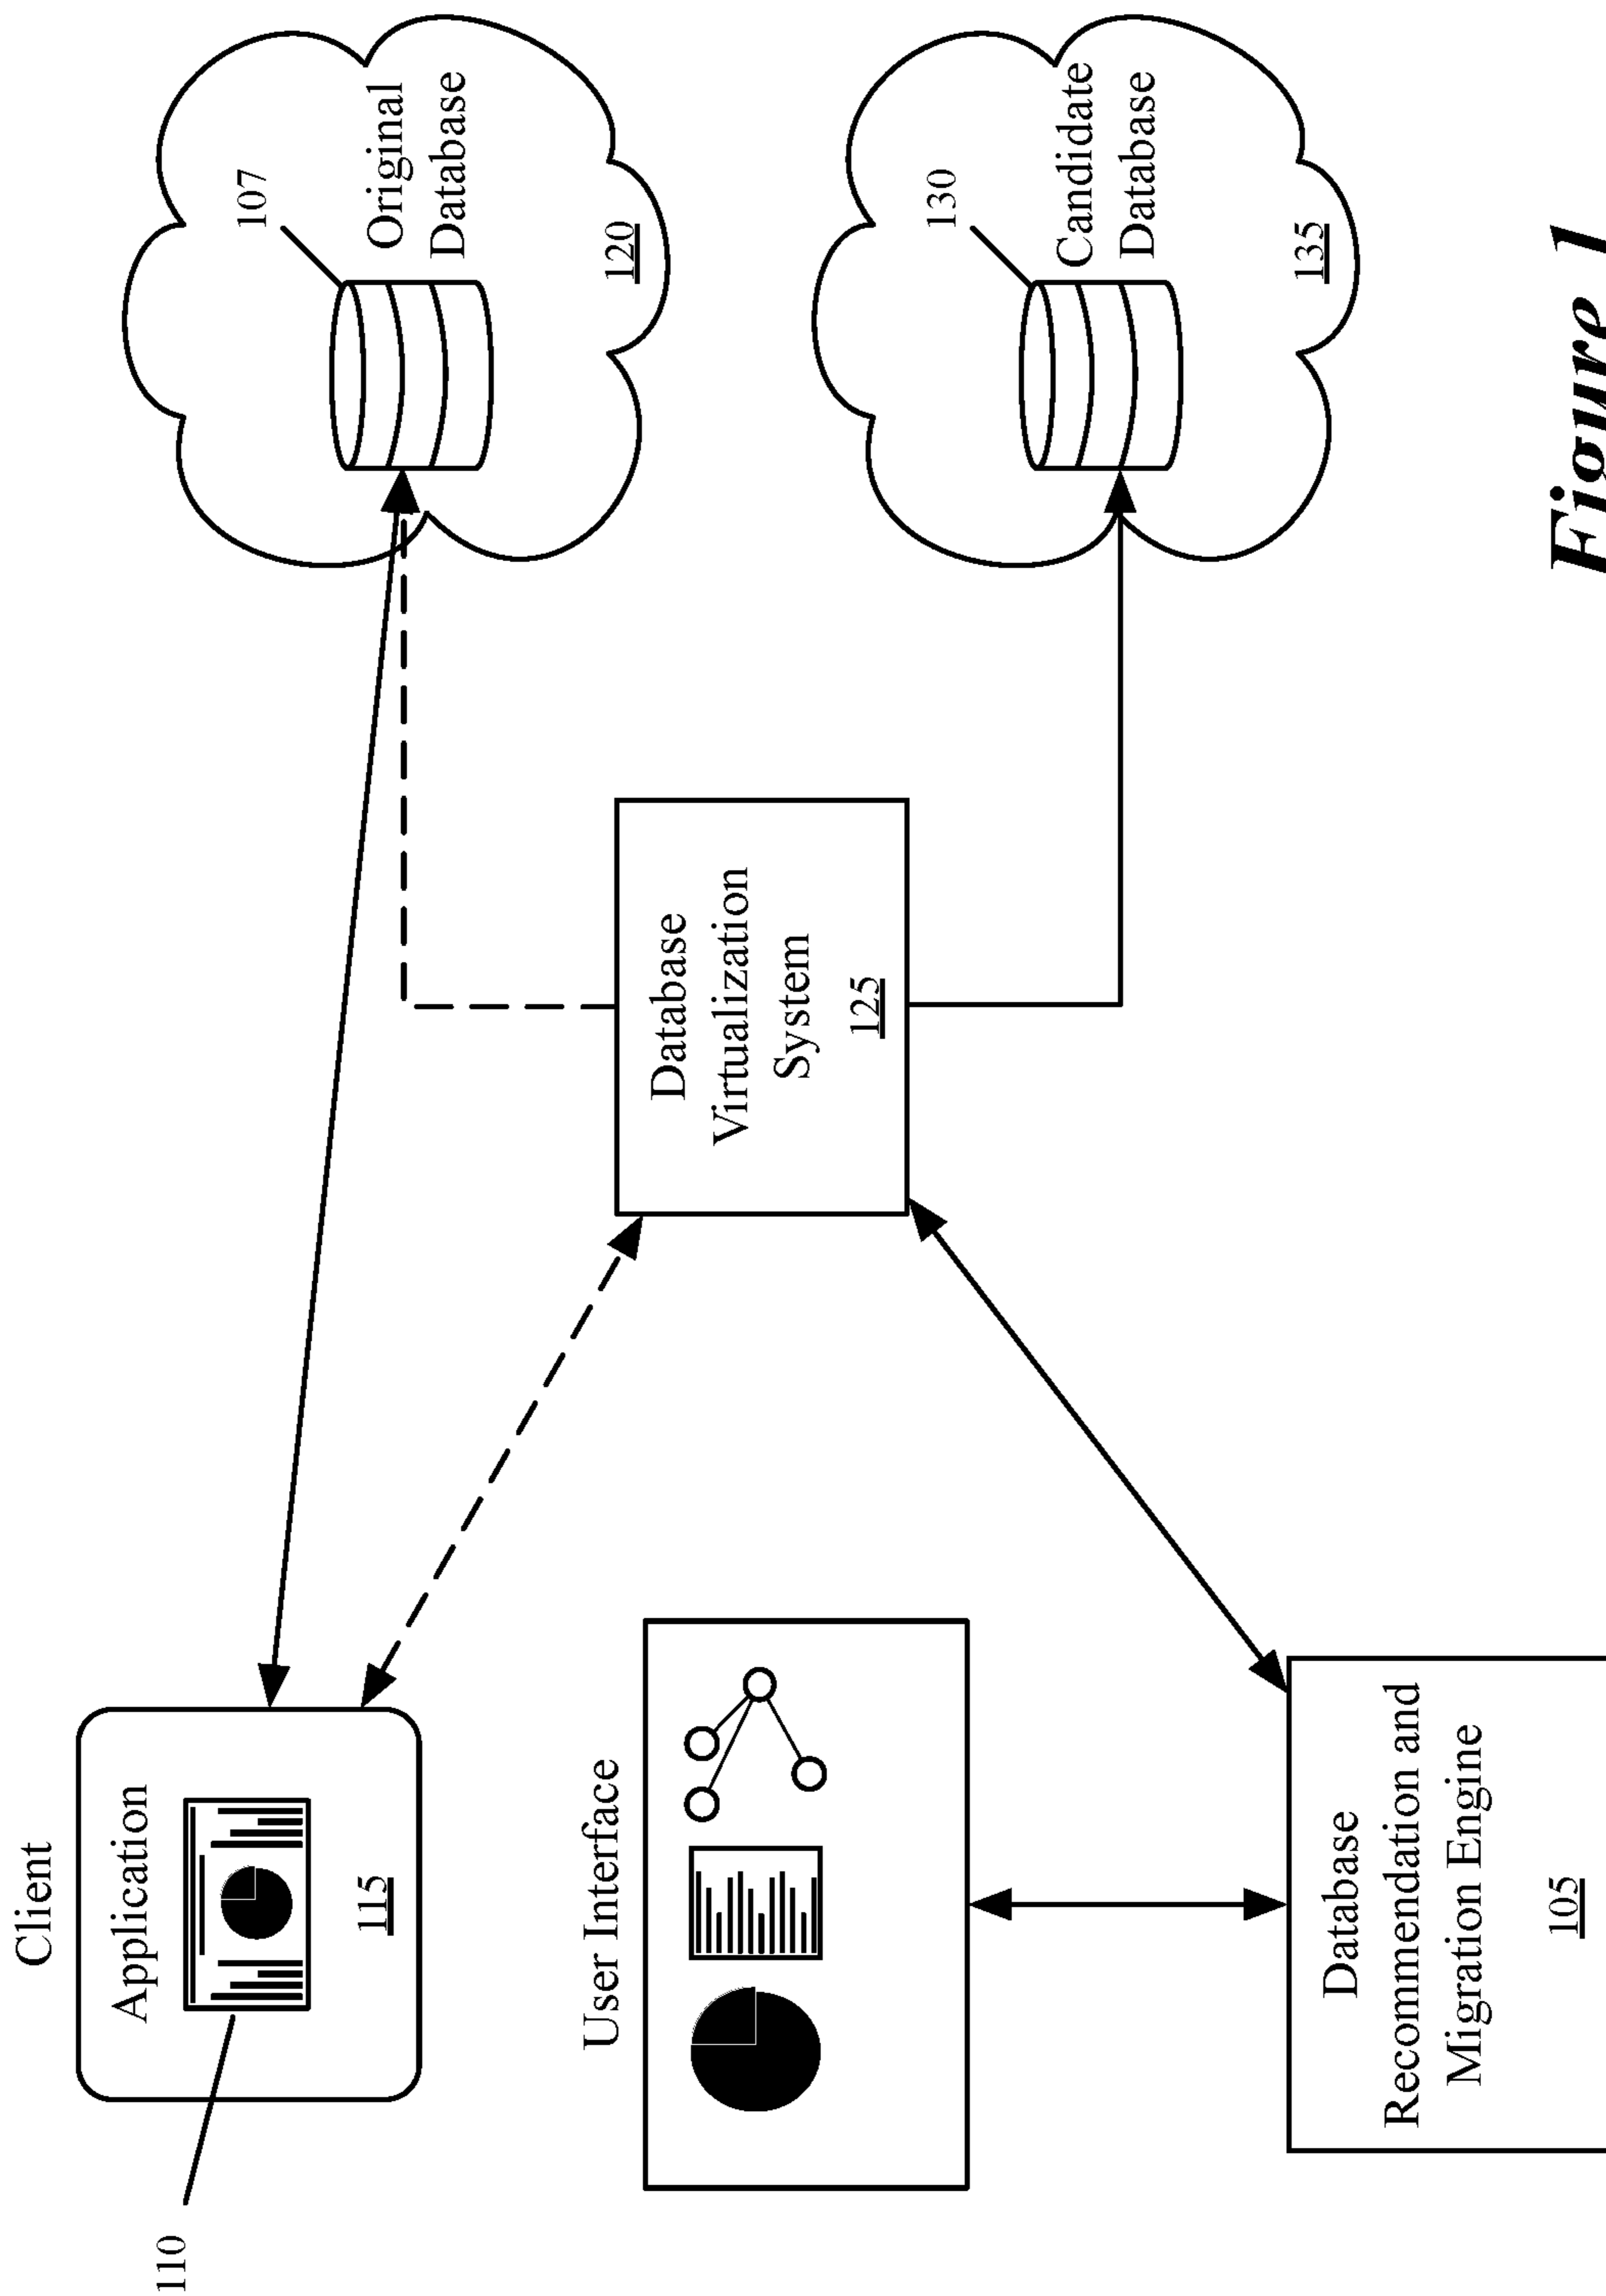 Client
Application
110
115
User Interface
Database
Recommendation and
Migration Engine
105
Database
Virtualization
System
125
107
Original
Database
120
130
Candidate
Database
135
Figure 1